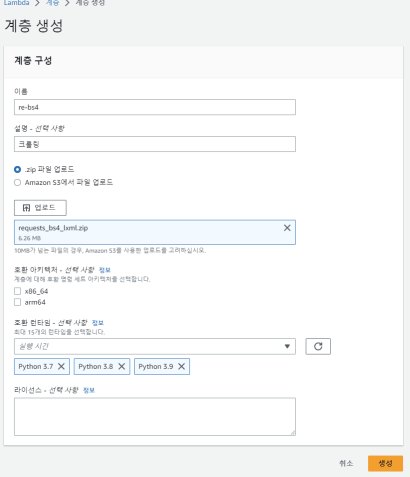 Lambda > 계층 > 계층 생성
계층 생성
계층 구성
이름
re-bs4
설명 - 선택 사항
크롤링
.zip 파일 업로드
Amazon S3에서 파일 업로드
업로드
requests_bs4_lxml.zip
6.26 MB
10MB가 넘는 파일의 경우, Amazon S3를 사용한 업로드를 고려하십시오.
호환 아키텍처 - 선택 사항 정보
계층에 대해 호환 명령 세트 아키텍처를 선택합니다.
x86_64
arm64
호환 런타임 - 선택 사항 정보
최대 15개의 런타임을 선택합니다.
실행 시간
Python 3.7 Python 3.8 Python 3.9
라이선스 - 선택 사항 정보
취소 생성